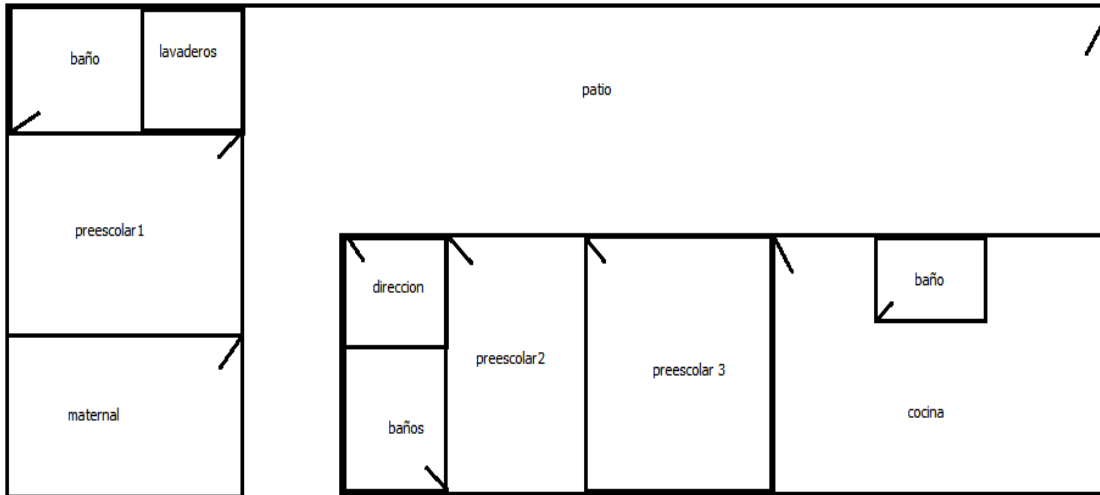 baño
lavaderos
patio
preescolar1
direccion
baño
preescolar2
preescolar 3
maternal
baños
cocina